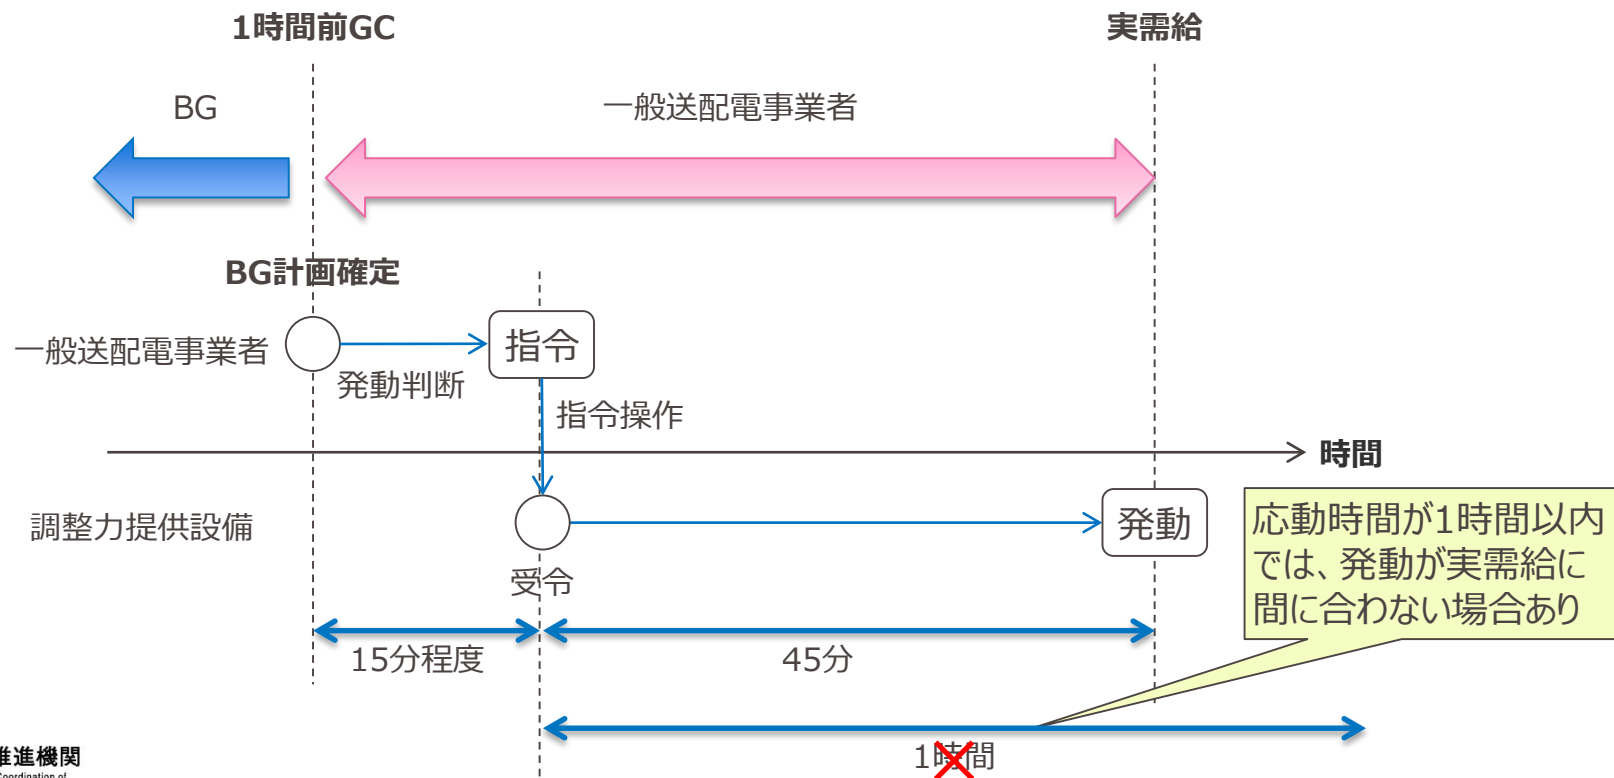 1時間前GC
実需給
BG
一般送配電事業者
BG計画確定
一般送配電事業者
指令
発動判断
指令操作
時間
調整力提供設備
発動
受令
応動時間が1時間以内
では、発動が実需給に
間に合わない場合あり
15分程度
45分
1時間
推進機関
Coordination of